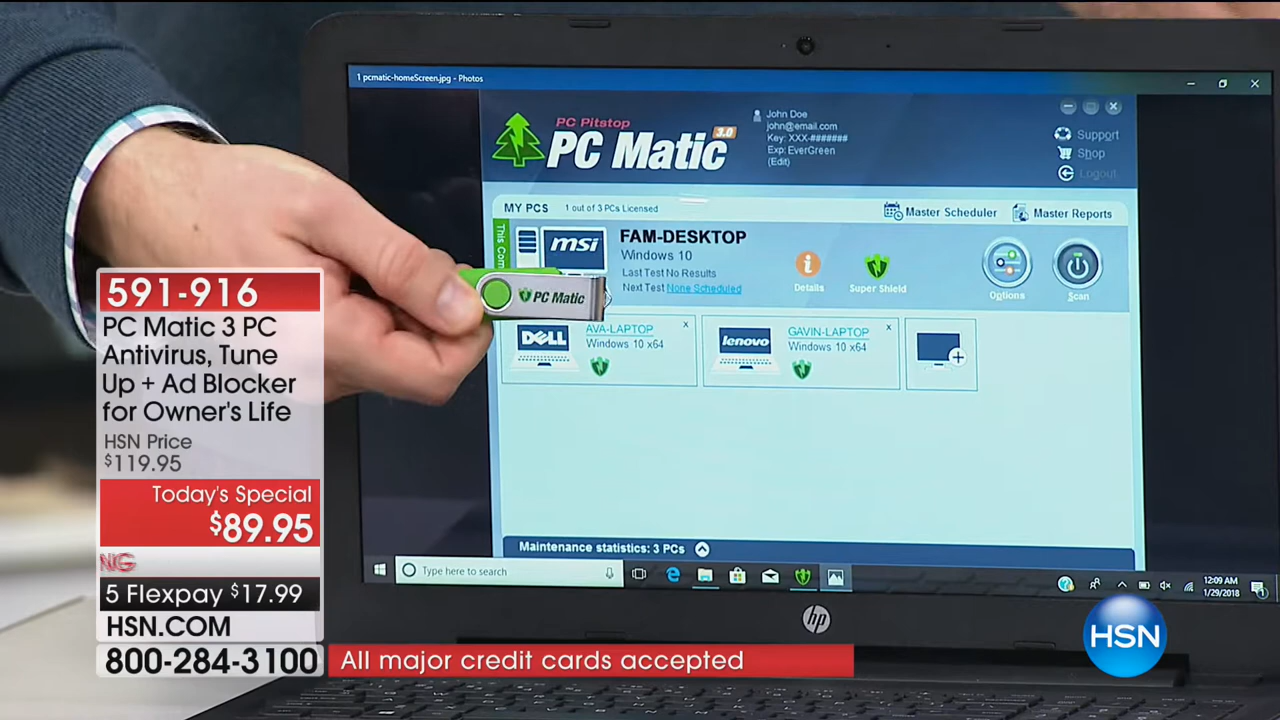 1 pcmatic-homeScreen.jpg - Photos
PC Pitstop
PC Matic 3.0
John Doe
john@email.com
Key: XXX-#######
Exp: EverGreen
(Edit)
Support
Shop
Logout
MY PCS 1 out of 3 PCs Licensed
Master Scheduler
Master Reports
This Com
msi
FAM-DESKTOP
Windows 10
Last Test No Results
Next Test None Scheduled
Details
Super Shield
Options
Scan
PC Matic
DELL
AVA-LAPTOP
Windows 10 x64
x
lenovo
GAVIN-LAPTOP
Windows 10 x64
x
Maintenance statistics: 3 PCs
Type here to search
12:09 AM
1/29/2018
hp
591-916
PC Matic 3 PC
Antivirus, Tune
Up + Ad Blocker
for Owner's Life
HSN Price
$119.95
Today's Special
$89.95
NG
5 Flexpay $17.99
HSN.COM
800-284-3100
All major credit cards accepted
HSN